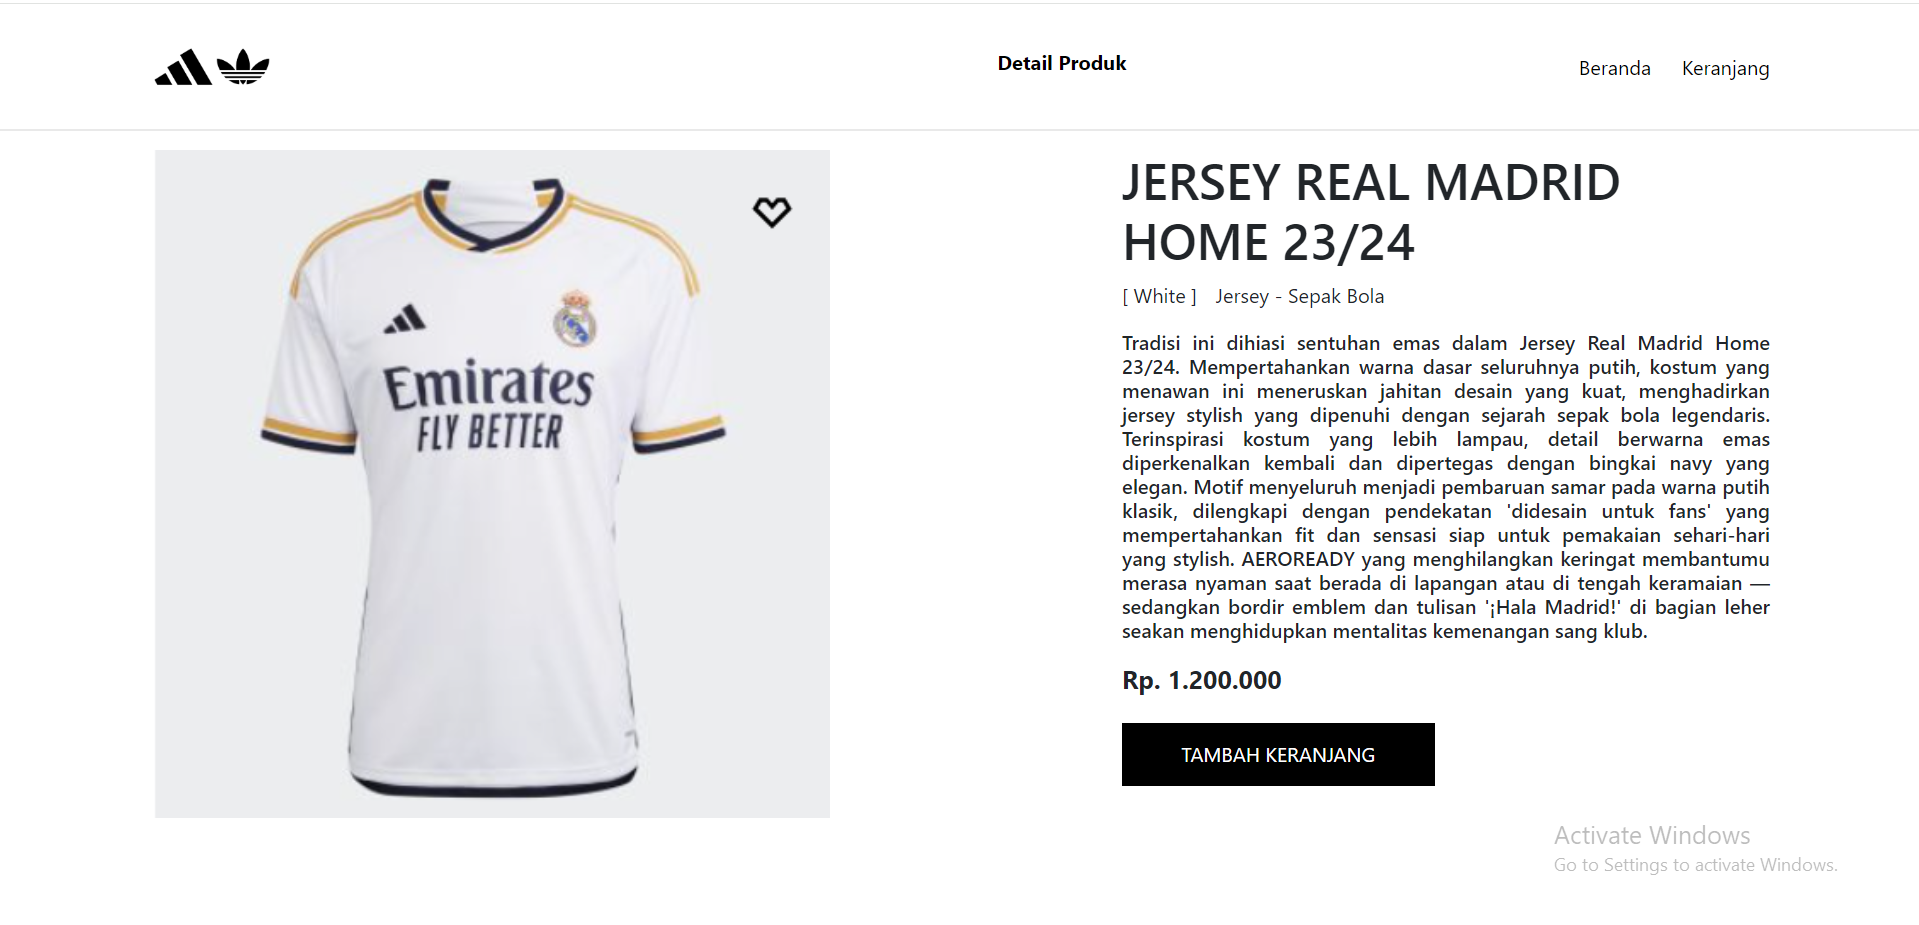 Detail Produk
Beranda Keranjang
Emirates
FLY BETTER
JERSEY REAL MADRID
HOME 23/24
[ White ] Jersey - Sepak Bola
Tradisi ini dihiasi sentuhan emas dalam Jersey Real Madrid Home
23/24. Mempertahankan warna dasar seluruhnya putih, kostum yang
menawan ini meneruskan jahitan desain yang kuat, menghadirkan
jersey stylish yang dipenuhi dengan sejarah sepak bola legendaris.
Terinspirasi kostum yang lebih lampau, detail berwarna emas
diperkenalkan kembali dan dipertegas dengan bingkai navy yang
elegan. Motif menyeluruh menjadi pembaruan samar pada warna putih
klasik, dilengkapi dengan pendekatan 'didesain untuk fans' yang
mempertahankan fit dan sensasi siap untuk pemakaian sehari-hari
yang stylish. AEROREADY yang menghilangkan keringat membantumu
merasa nyaman saat berada di lapangan atau di tengah keramaian —
sedangkan bordir emblem dan tulisan '¡Hala Madrid!' di bagian leher
seakan menghidupkan mentalitas kemenangan sang klub.
Rp. 1.200.000
TAMBAH KERANJANG
Activate Windows
Go to Settings to activate Windows.